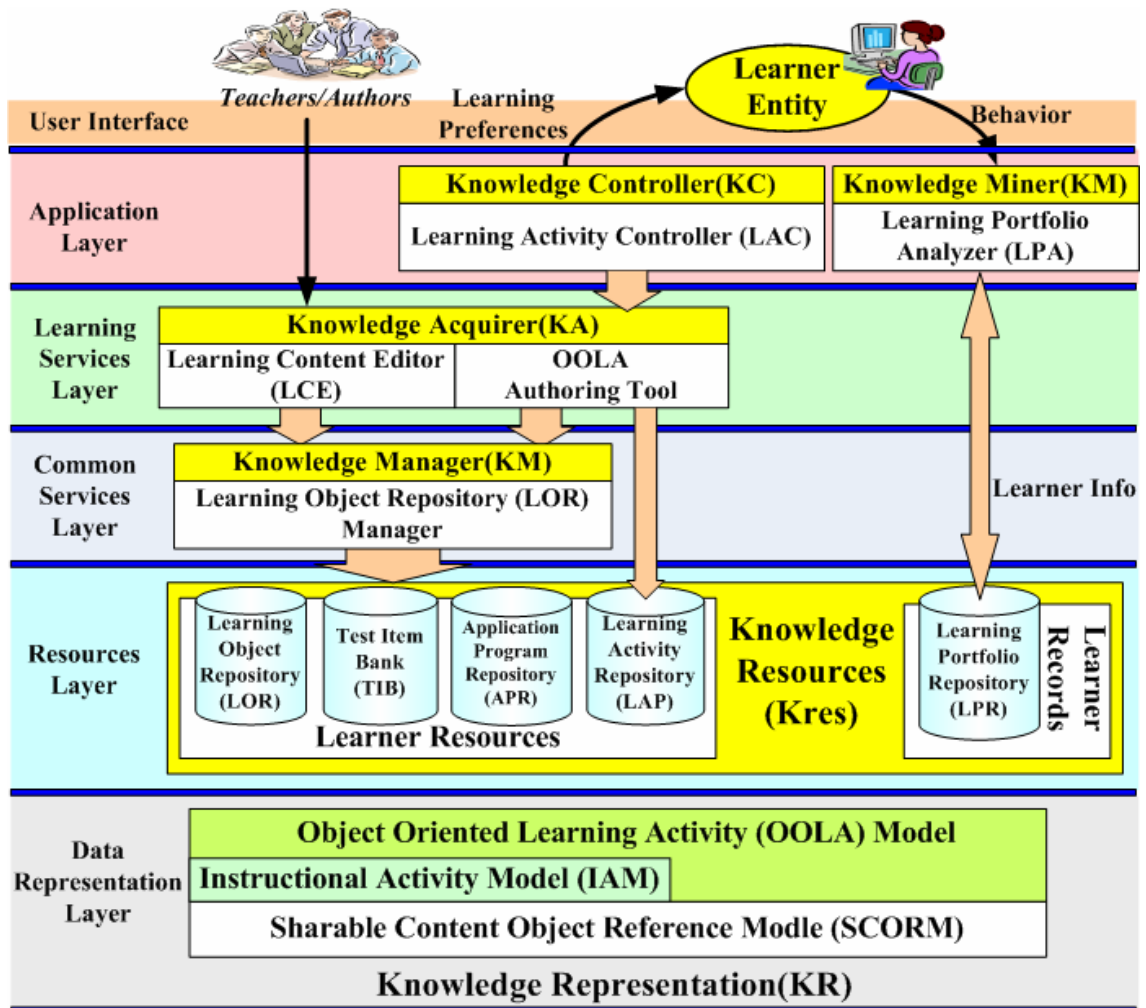 Teachers/Authors
Learning
Preferences
Learner
Entity
Behavior
User Interface
Application
Layer
Knowledge Controller(KC)
Learning Activity Controller (LAC)
Knowledge Miner(KM)
Learning Portfolio
Analyzer (LPA)
Learning
Services
Layer
Knowledge Acquirer(KA)
Learning Content Editor
(LCE)
OOLA
Authoring Tool
Common
Services
Layer
Knowledge Manager(KM)
Learning Object Repository (LOR)
Manager
Learner Info
Resources
Layer
Learning
Object
Repository
(LOR)
Test Item
Bank
(TIB)
Application
Program
Repository
(APR)
Learning
Activity
Repository
(LAP)
Learner Resources
Knowledge
Resources
(Kres)
Learning
Portfolio
Repository
(LPR)
Learner
Records
Data
Representation
Layer
Object Oriented Learning Activity (OOLA) Model
Instructional Activity Model (IAM)
Sharable Content Object Reference Modle (SCORM)
Knowledge Representation(KR)